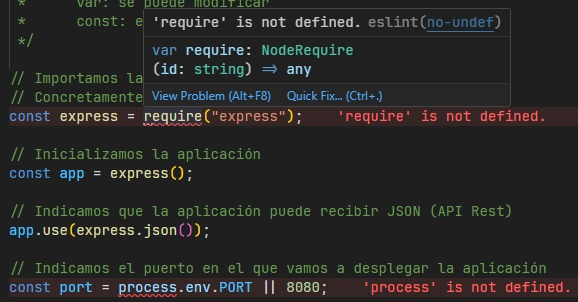 *      var: se puede modificar
*      const: e
*/
'require' is not defined. eslint(no-undef)
var require: NodeRequire
(id: string) ⇒ any
View Problem (Alt+F8)    Quick Fix... (Ctrl+.)
// Importamos la
// Concretamente
const express = require("express");    'require' is not defined.
// Inicializamos la aplicación
const app = express();
// Indicamos que la aplicación puede recibir JSON (API Rest)
app.use(express.json());
// Indicamos el puerto en el que vamos a desplegar la aplicación
const port = process.env.PORT || 8080;    'process' is not defined.